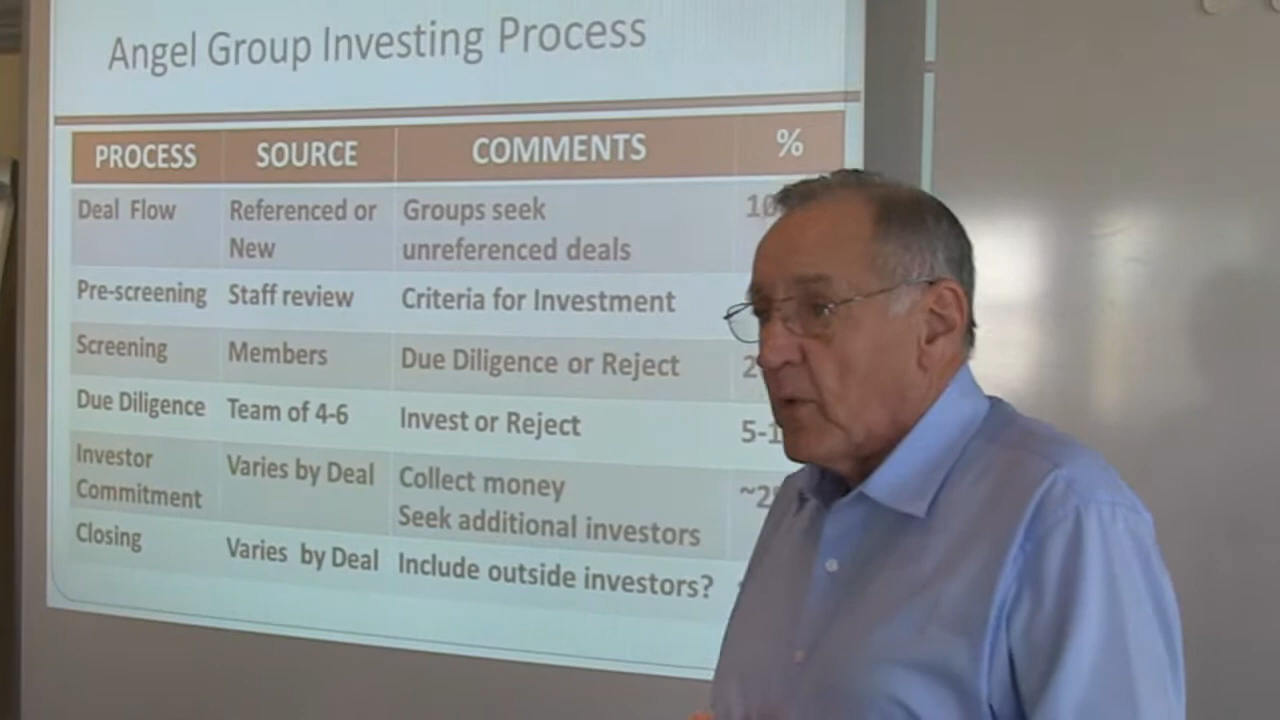 Angel Group Investing Process
PROCESS SOURCE COMMENTS %
Deal Flow Referenced or New Groups seek unreferenced deals
Pre-screening Staff review Criteria for Investment
Screening Members Due Diligence or Reject
Due Diligence Team of 4-6 Invest or Reject
Investor Commitment Varies by Deal Collect money Seek additional investors
Closing Varies by Deal Include outside investors?